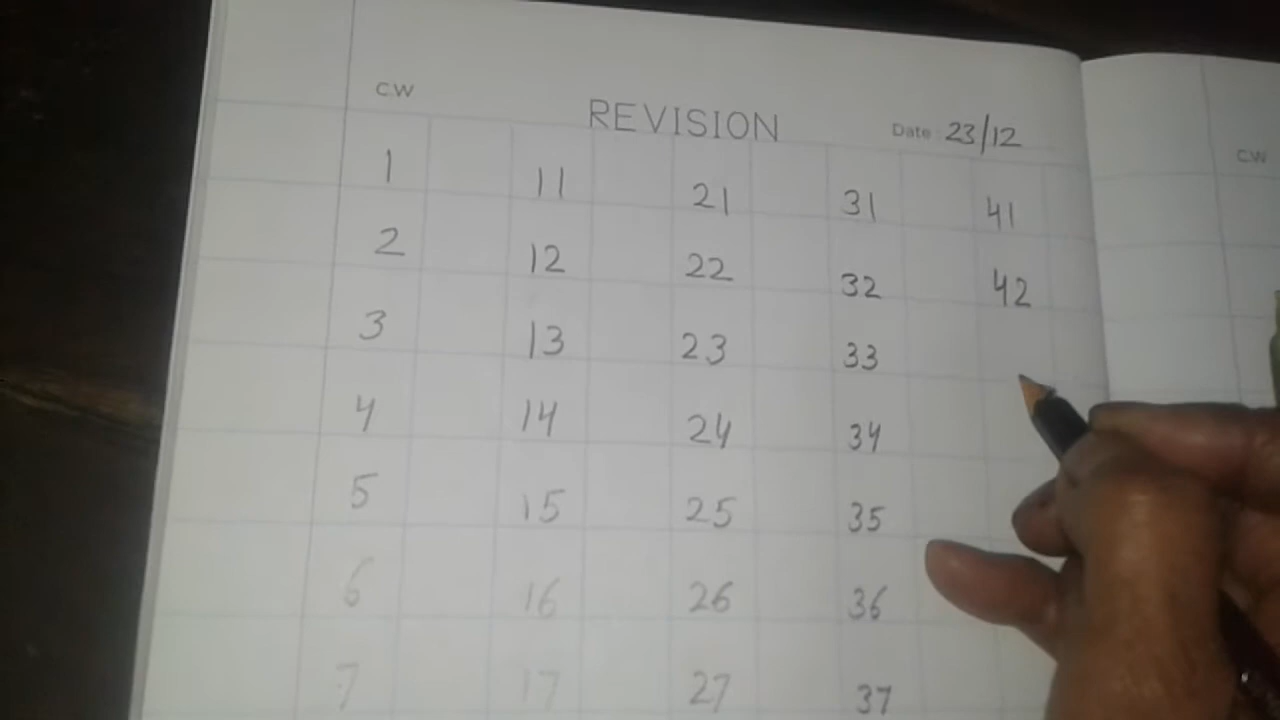 C.W
REVISION
Date: 23/12
1 11 21 31 41
2 12 22 32 42
3 13 23 33
4 14 24 34
5 15 25 35
6 16 26 36
7 17 27 37
C.W